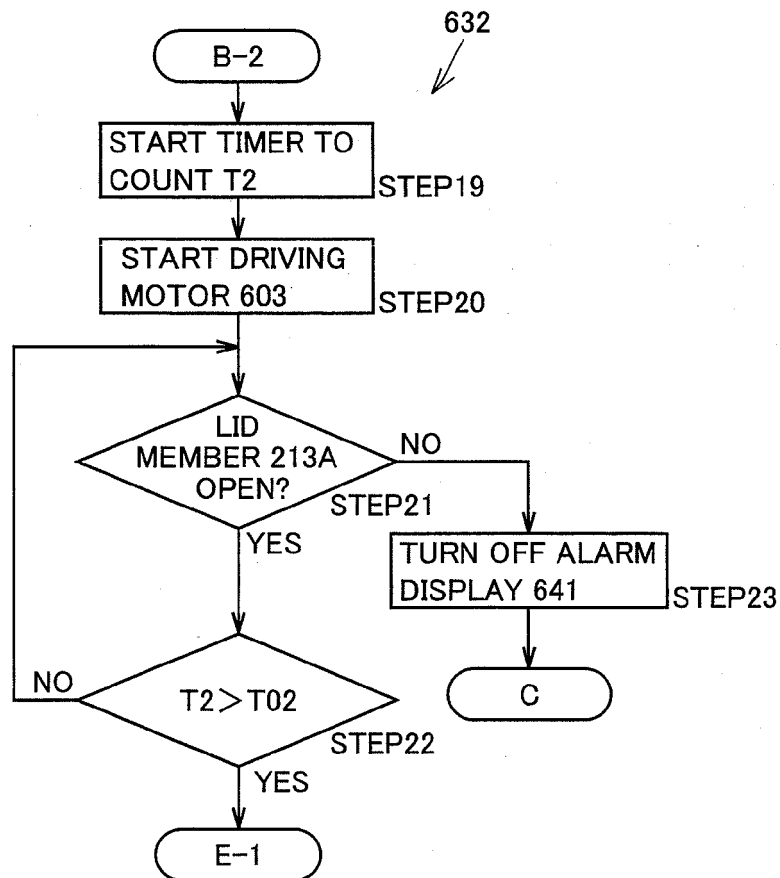 632
B-2
START TIMER TO
COUNT T2
STEP19
START DRIVING
MOTOR 603
STEP20
LID
MEMBER 213A
OPEN?
NO
STEP21
YES
TURN OFF ALARM
DISPLAY 641
STEP23
NO
T2>T02
C
STEP22
YES
E-1